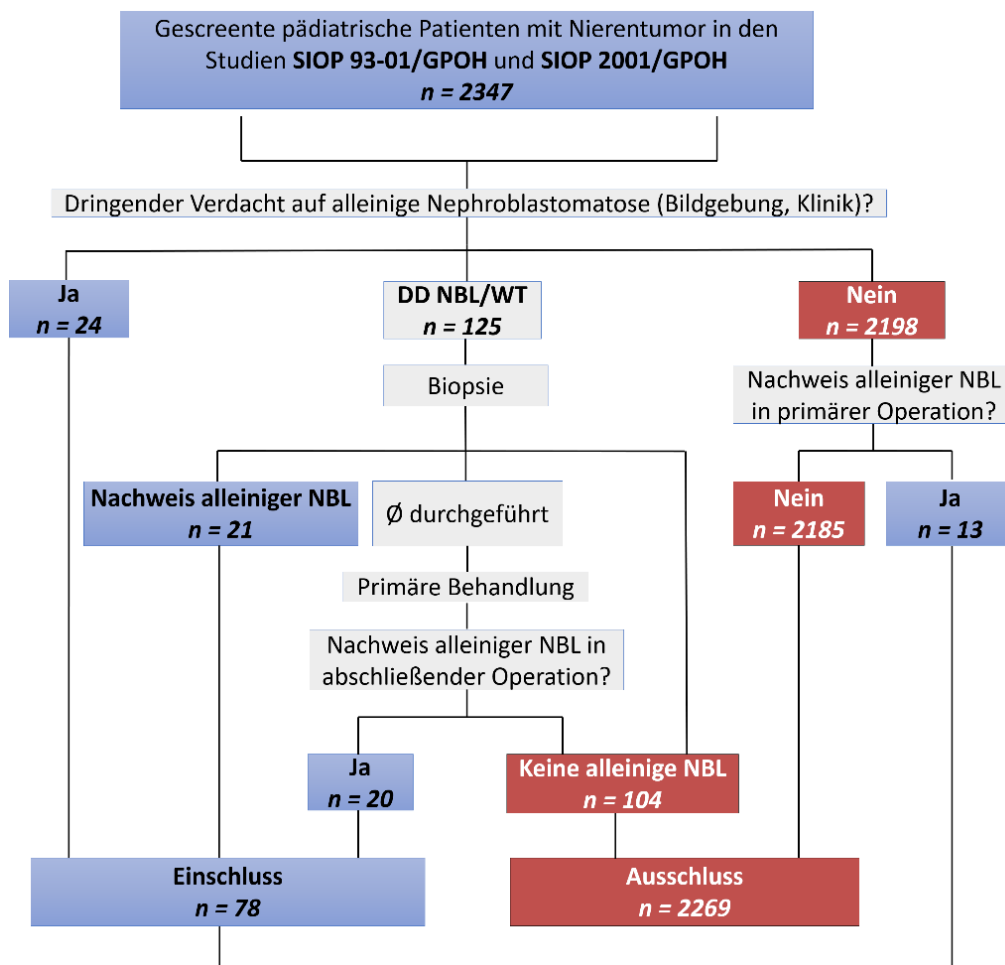 Gescreente pädiatrische Patienten mit Nierentumor in den
Studien SIOP 93-01/GPOH und SIOP 2001/GPOH
n = 2347
Dringender Verdacht auf alleinige Nephroblastomatose (Bildgebung, Klinik)?
Ja
n = 24
DD NBL/WT
n = 125
Nein
n = 2198
Biopsie
Nachweis alleiniger NBL
in primärer Operation?
Nachweis alleiniger NBL
n = 21
Ø durchgeführt
Nein
n = 2185
Ja
n = 13
Primäre Behandlung
Nachweis alleiniger NBL in
abschließender Operation?
Ja
n = 20
Keine alleinige NBL
n = 104
Einschluss
n = 78
Ausschluss
n = 2269